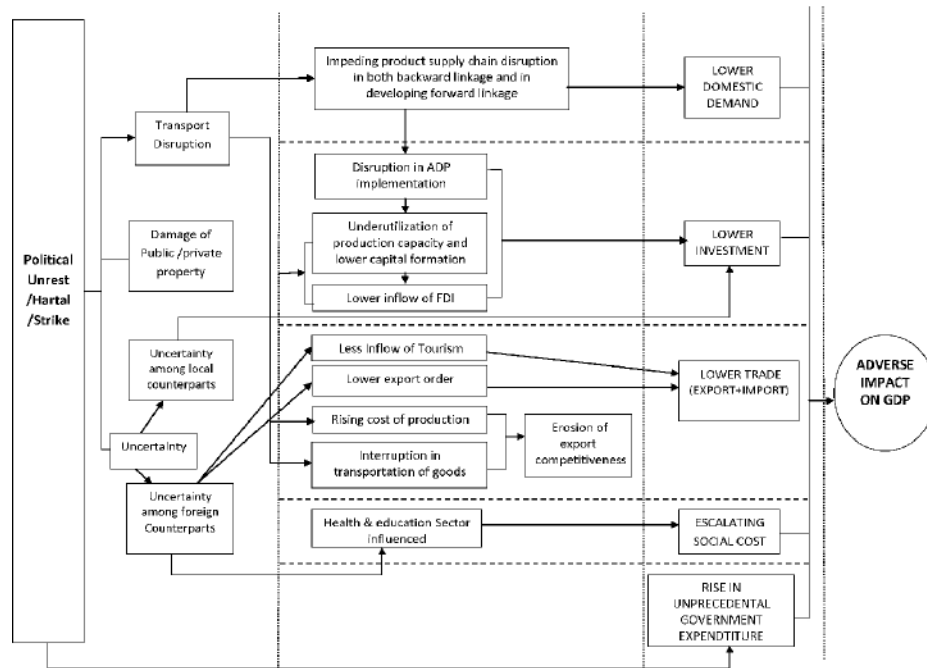 Impeding product supply chain disruption
in both backward linkage and in
developing forward linkage
LOWER
DOMESTIC
DEMAND
Transport
Disruption
Disruption in ADP
implementation
Damage of
Public /private
property
Underutilization of
production capacity and
lower capital formation
LOWER
INVESTMENT
Political
Unrest
/Hartal
/Strike
Lower inflow of FDI
Uncertainty
among local
counterparts
Less Inflow of Tourism
Lower export order
LOWER TRADE
(EXPORT+IMPORT)
ADVERSE
IMPACT
ON GDP
Rising cost of production
Erosion of
export
competitiveness
Uncertainty
Interruption in
transportation of goods
Uncertainty
among foreign
Counterparts
Health & education Sector
influenced
ESCALATING
SOCIAL COST
RISE IN
UNPRECEDENTAL
GOVERNMENT
EXPENDTITURE